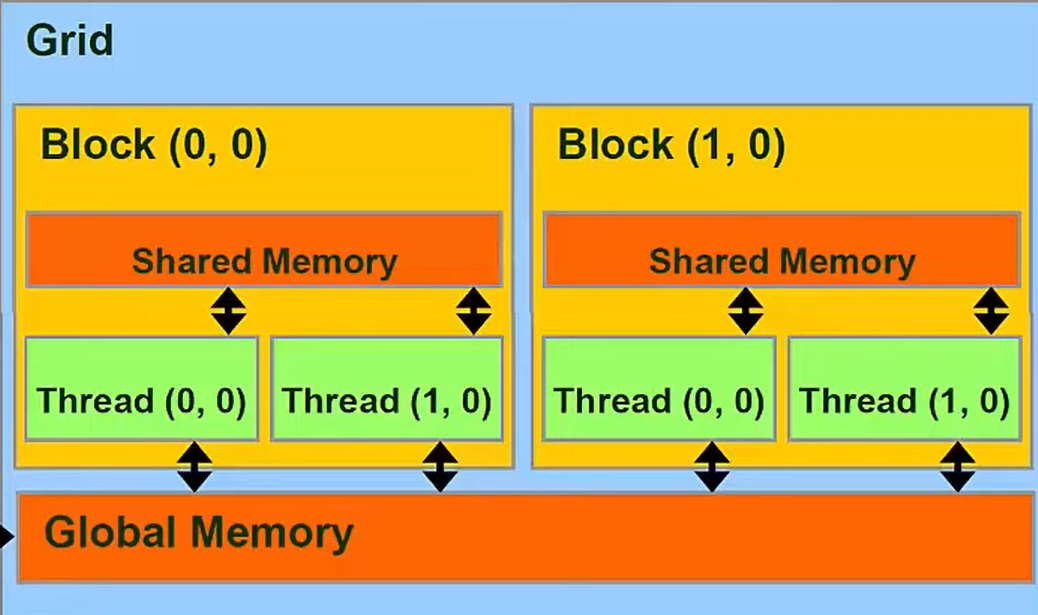 Grid
Block (0, 0)
Block (1, 0)
Shared Memory
Shared Memory
Thread (0, 0)
Thread (1, 0)
Thread (0, 0)
Thread (1, 0)
Global Memory